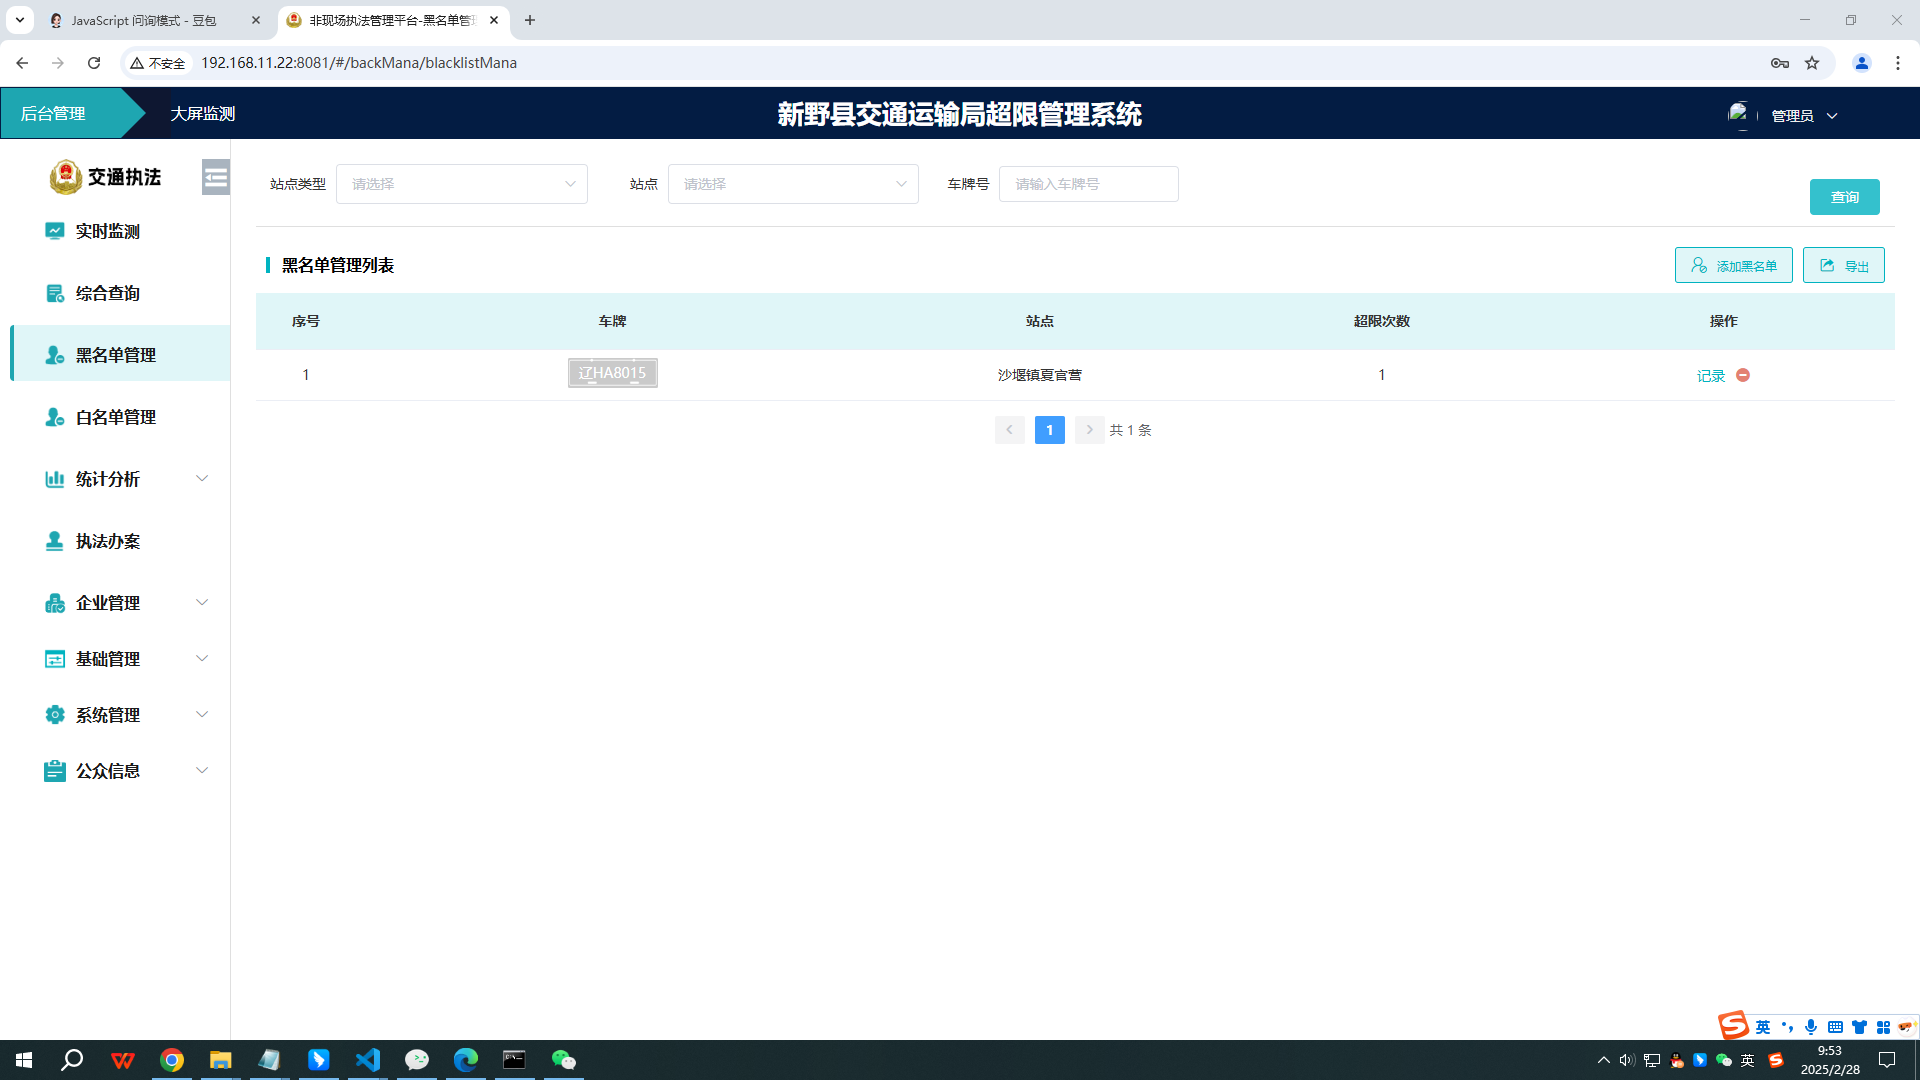 JavaScript 问询模式 - 豆包
非现场执法管理平台-黑名单管理
不安全
192.168.11.22:8081/#/backMana/blacklistMana
后台管理
大屏监测
新野县交通运输局超限管理系统
管理员
交通执法
实时监测
综合查询
黑名单管理
白名单管理
统计分析
执法办案
企业管理
基础管理
系统管理
公众信息
站点类型 请选择 站点 请选择 车牌号 请输入车牌号
查询
黑名单管理列表
添加黑名单
导出
序号 车牌 站点 超限次数 操作
1 辽HA8015 沙堰镇夏官营 1 记录
1 共 1 条
英
英
9:53
2025/2/28